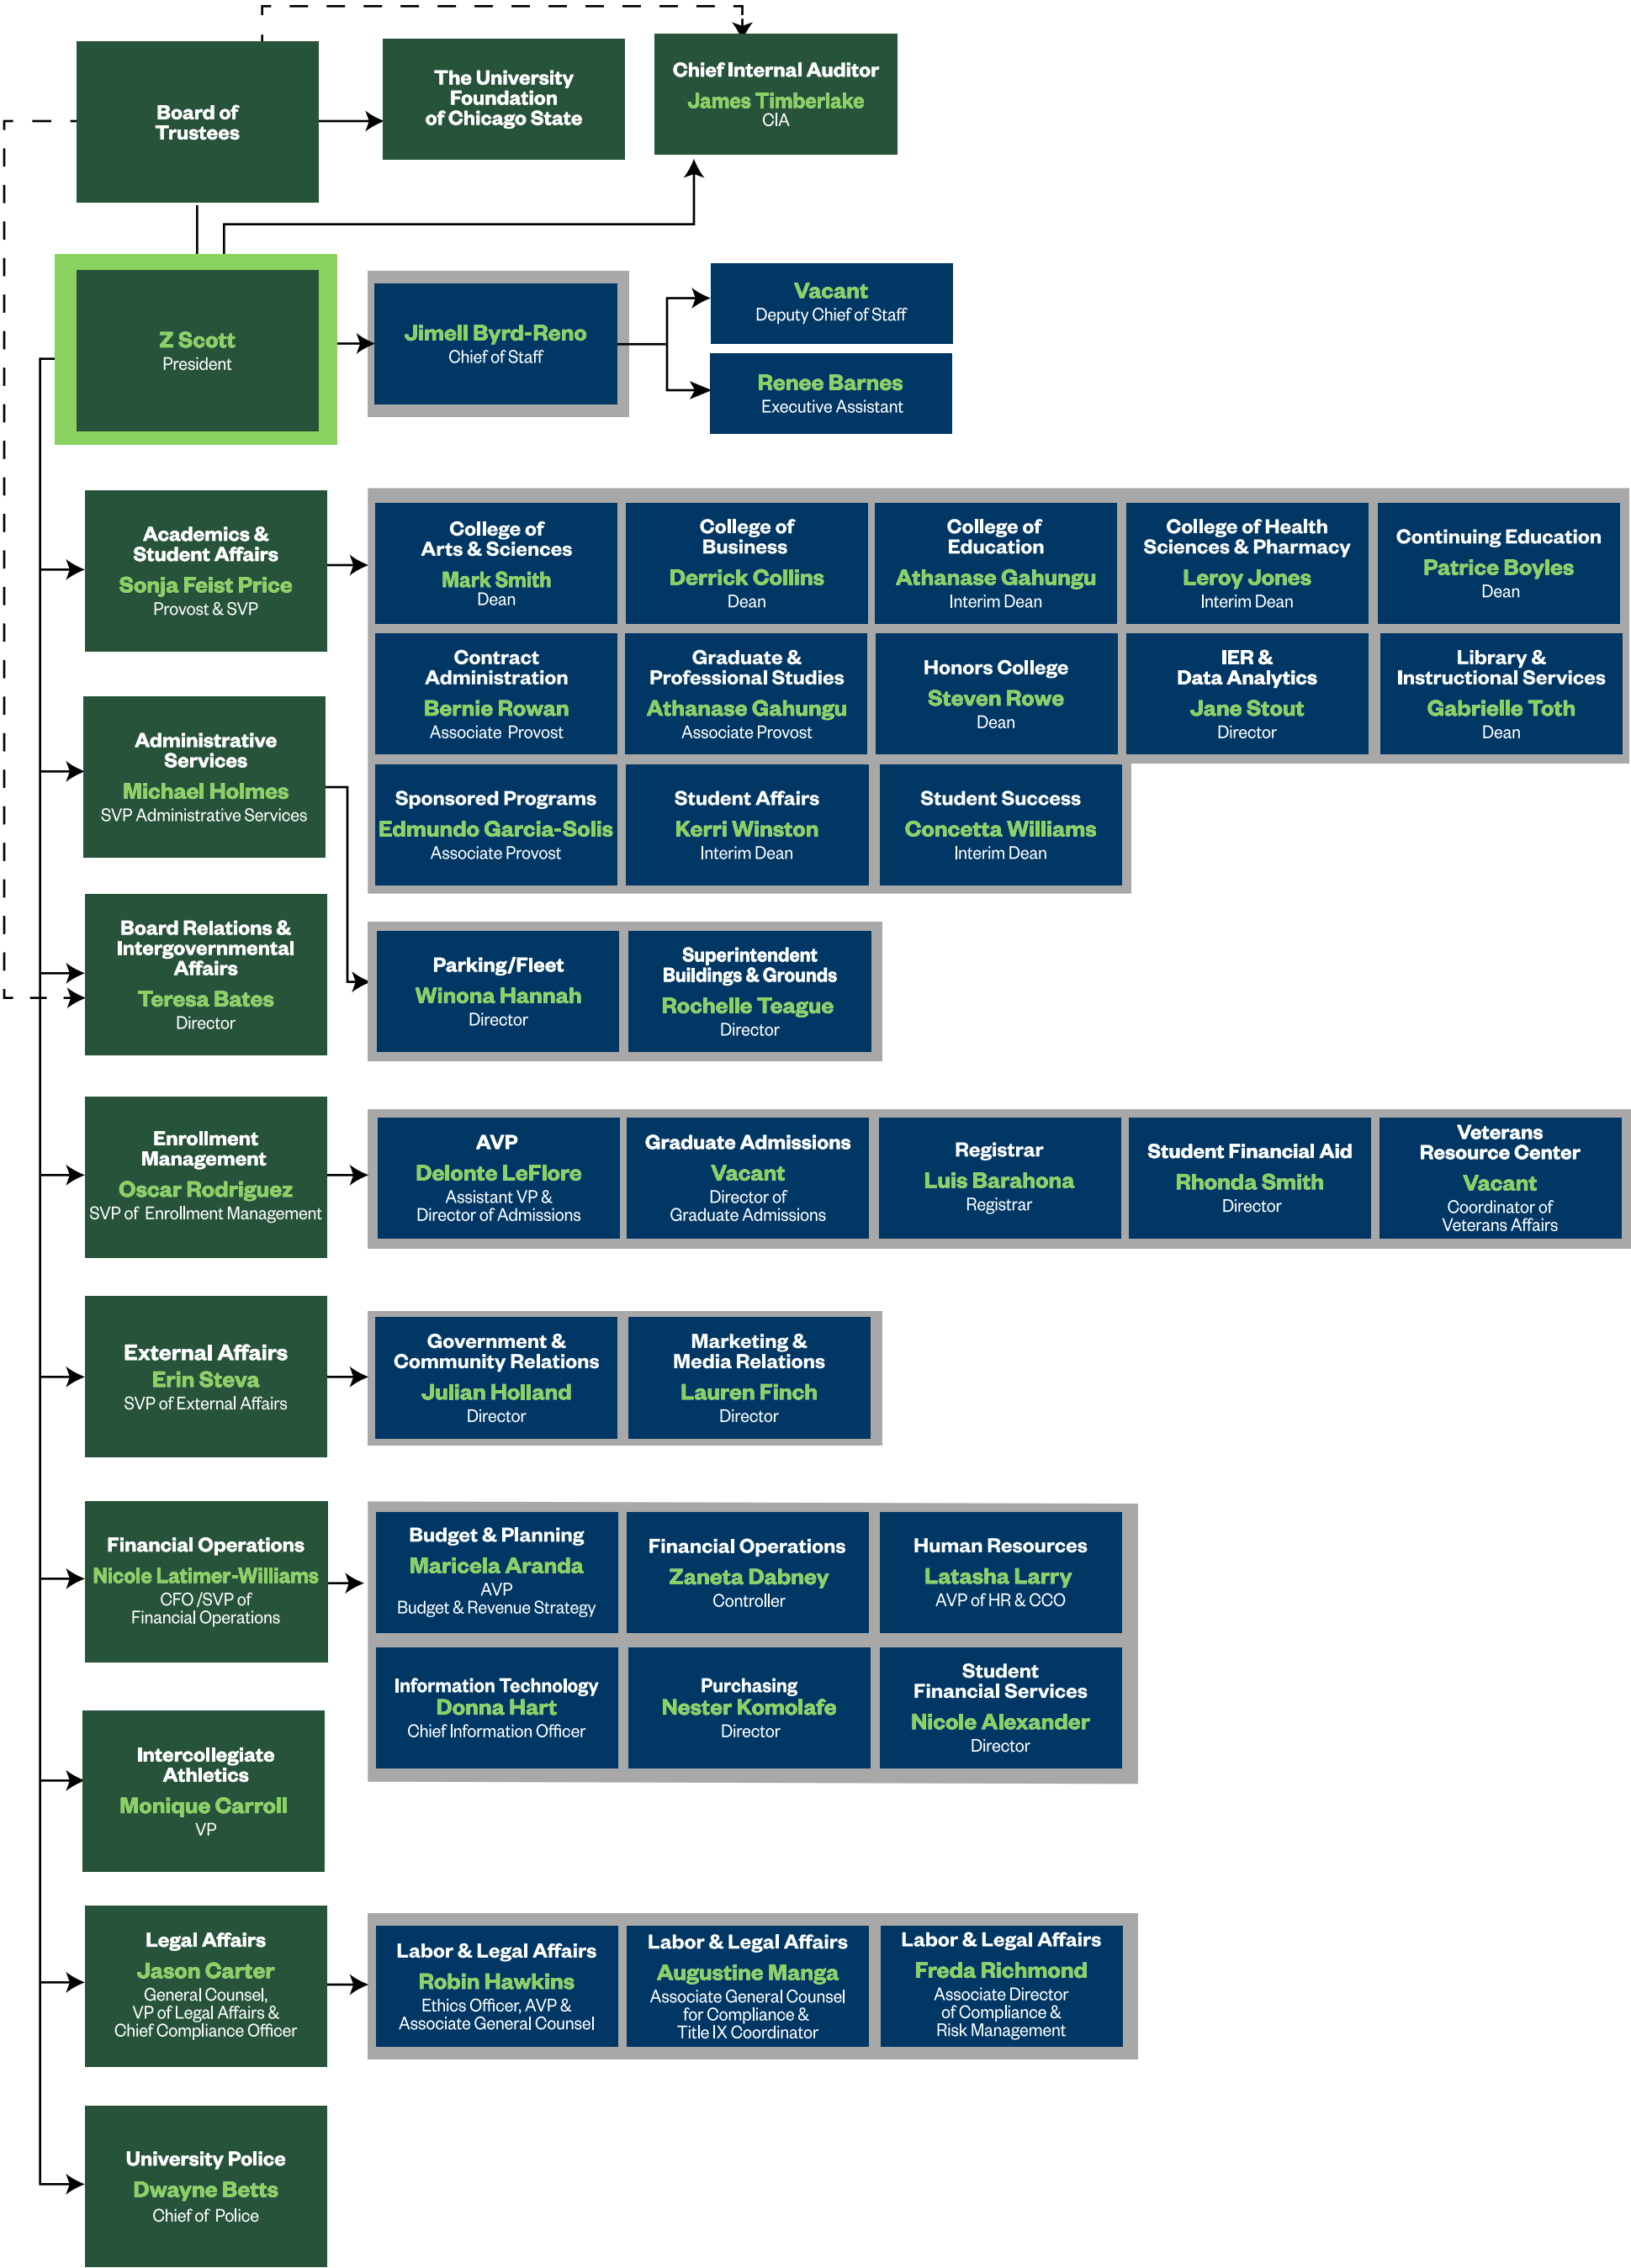 Board of
Trustees
The University
Foundation
of Chicago State
Chief Internal Auditor
James Timberlake
CIA
Z Scott
President
Jimell Byrd-Reno
Chief of Staff
Vacant
Deputy Chief of Staff
Renee Barnes
Executive Assistant
Academics &
Student Affairs
Sonja Feist Price
Provost & SVP
College of
Arts & Sciences
Mark Smith
Dean
College of
Business
Derrick Collins
Dean
College of
Education
Athanase Gahungu
Interim Dean
College of Health
Sciences & Pharmacy
Leroy Jones
Interim Dean
Continuing Education
Patrice Boyles
Dean
Contract
Administration
Bernie Rowan
Associate Provost
Graduate &
Professional Studies
Athanase Gahungu
Associate Provost
Honors College
Steven Rowe
Dean
IER &
Data Analytics
Jane Stout
Director
Library &
Instructional Services
Gabrielle Toth
Dean
Sponsored Programs
Edmundo Garcia-Solis
Associate Provost
Student Affairs
Kerri Winston
Interim Dean
Student Success
Concetta Williams
Interim Dean
Administrative
Services
Michael Holmes
SVP Administrative Services
Parking/Fleet
Winona Hannah
Director
Superintendent
Buildings & Grounds
Rochelle Teague
Director
Board Relations &
Intergovernmental
Affairs
Teresa Bates
Director
Enrollment
Management
Oscar Rodriguez
SVP of Enrollment Management
AVP
Delonte LeFlore
Assistant VP &
Director of Admissions
Graduate Admissions
Vacant
Director of
Graduate Admissions
Registrar
Luis Barahona
Registrar
Student Financial Aid
Rhonda Smith
Director
Veterans
Resource Center
Vacant
Coordinator of
Veterans Affairs
External Affairs
Erin Steva
SVP of External Affairs
Government &
Community Relations
Julian Holland
Director
Marketing &
Media Relations
Lauren Finch
Director
Financial Operations
Nicole Latimer-Williams
CFO /SVP of
Financial Operations
Budget & Planning
Maricela Aranda
AVP
Budget & Revenue Strategy
Financial Operations
Zaneta Dabney
Controller
Human Resources
Latasha Larry
AVP of HR & CCO
Information Technology
Donna Hart
Chief Information Officer
Purchasing
Nester Komolafe
Director
Student
Financial Services
Nicole Alexander
Director
Intercollegiate
Athletics
Monique Carroll
VP
Legal Affairs
Jason Carter
General Counsel,
VP of Legal Affairs &
Chief Compliance Officer
Labor & Legal Affairs
Robin Hawkins
Ethics Officer, AVP &
Associate General Counsel
Labor & Legal Affairs
Augustine Manga
Associate General Counsel
for Compliance &
Title IX Coordinator
Labor & Legal Affairs
Freda Richmond
Associate Director
of Compliance &
Risk Management
University Police
Dwayne Betts
Chief of Police